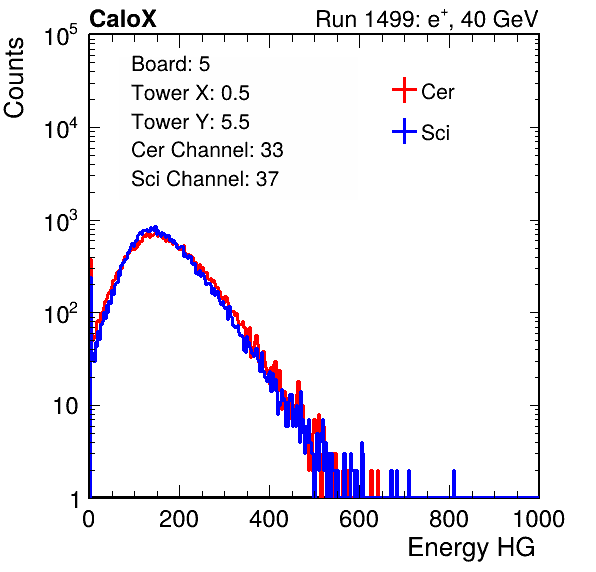 CaloX Run 1499: e⁺, 40 GeV
Board: 5
Tower X: 0.5
Tower Y: 5.5
Cer Channel: 33
Sci Channel: 37
Cer
Sci
Counts
10⁵
10⁴
10³
10²
10
1
0 200 400 600 800 1000
Energy HG